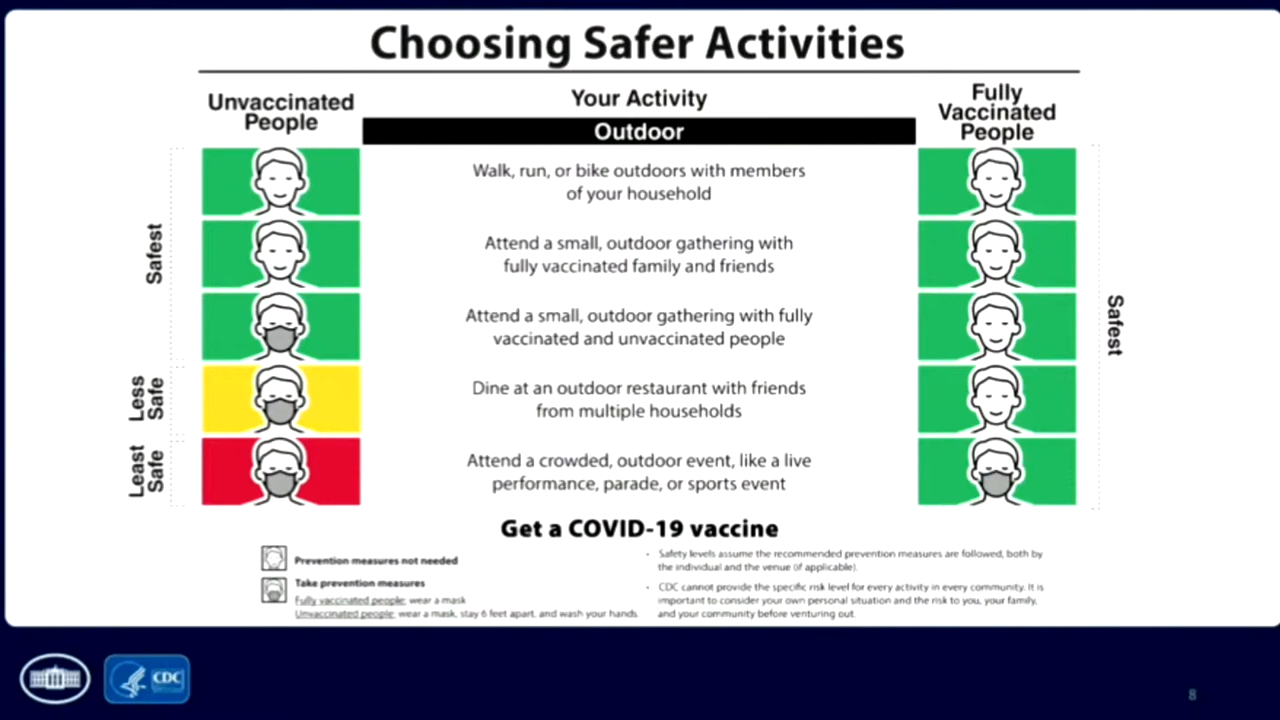 Choosing Safer Activities
Unvaccinated
People
Your Activity
Fully
Vaccinated
People
Outdoor
Safest
Walk, run, or bike outdoors with members
of your household
Attend a small, outdoor gathering with
fully vaccinated family and friends
Attend a small, outdoor gathering with fully
vaccinated and unvaccinated people
Safest
Less
Safe
Dine at an outdoor restaurant with friends
from multiple households
Least
Safe
Attend a crowded, outdoor event, like a live
performance, parade, or sports event
Get a COVID-19 vaccine
Prevention measures not needed
Take prevention measures
Fully vaccinated people: wear a mask
Unvaccinated people: wear a mask, stay 6 feet apart, and wash your hands.
• Safety levels assume the recommended prevention measures are followed, both by
the individual and the venue (if applicable).
• CDC cannot provide the specific risk level for every activity in every community. It is
important to consider your own personal situation and the risk to you, your family,
and your community before venturing out.
CDC
8